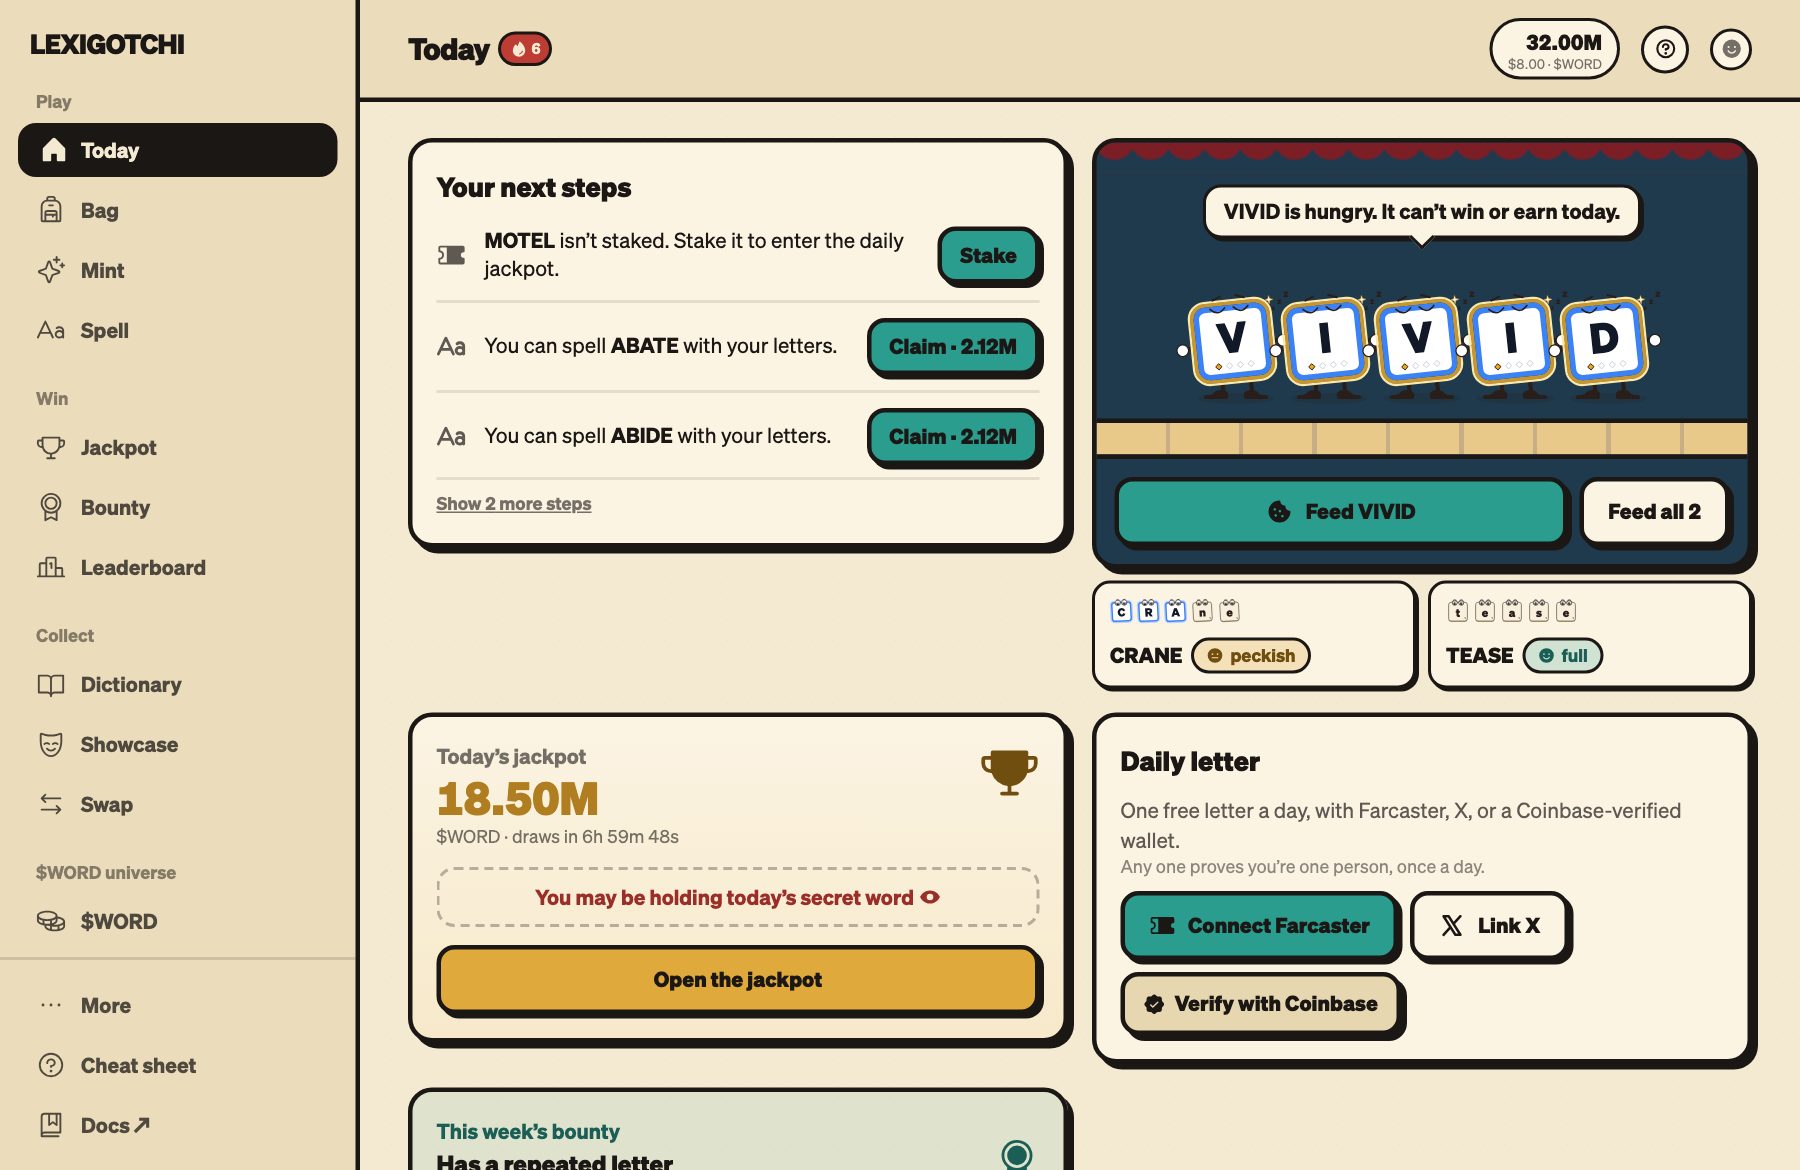 LEXIGOTCHI
Play
Today
Bag
Mint
Aa Spell
Win
Jackpot
Bounty
Leaderboard
Collect
Dictionary
Showcase
Swap
$WORD universe
$WORD
More
Cheat sheet
Docs
Today 6
32.00M
$8.00 · $WORD
Your next steps
MOTEL isn’t staked. Stake it to enter the daily
jackpot.
Stake
Aa You can spell ABATE with your letters.
Claim · 2.12M
Aa You can spell ABIDE with your letters.
Claim · 2.12M
Show 2 more steps
VIVID is hungry. It can’t win or earn today.
V I V I D
Feed VIVID
Feed all 2
C R A n e
CRANE peckish
t e a s e
TEASE full
Today’s jackpot
18.50M
$WORD · draws in 6h 59m 48s
You may be holding today’s secret word
Open the jackpot
Daily letter
One free letter a day, with Farcaster, X, or a Coinbase-verified
wallet.
Any one proves you’re one person, once a day.
Connect Farcaster
Link X
Verify with Coinbase
This week’s bounty
Has a repeated letter